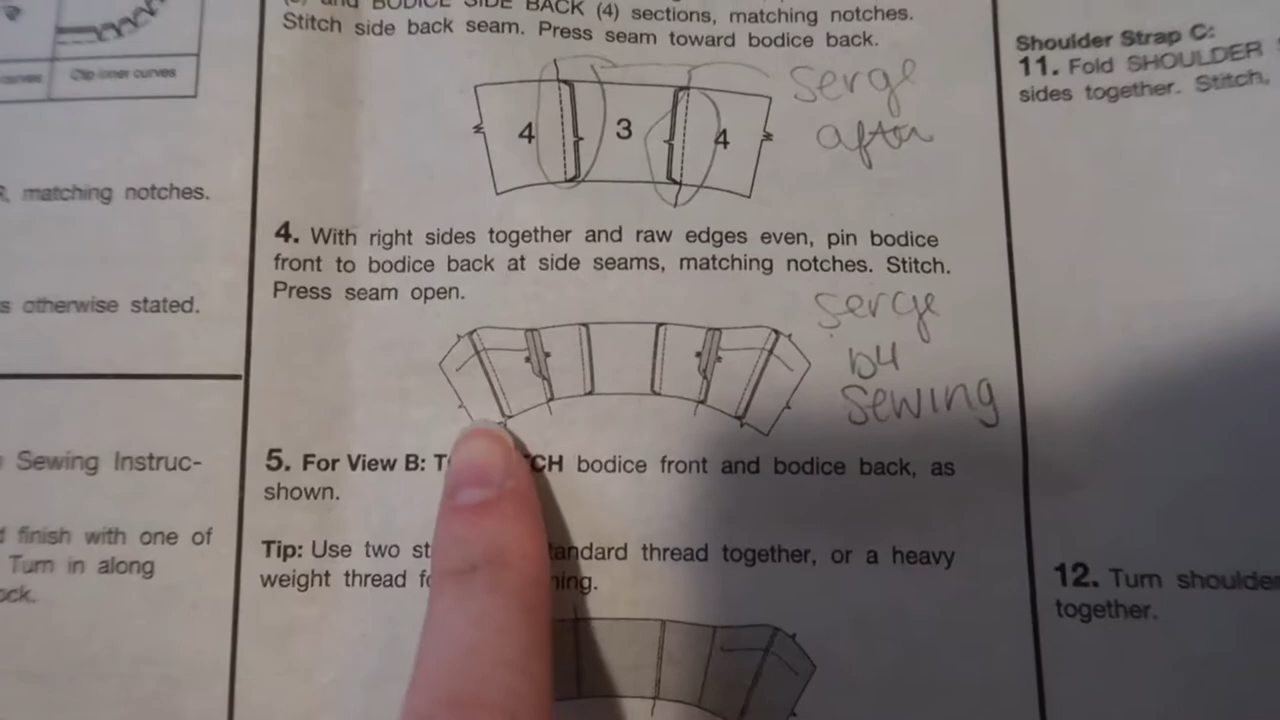 Clip inner curves
R, matching notches.
s otherwise stated.
Sewing Instruc-
finish with one of
Turn in along
ock.
BODICE SIDE BACK (4) sections, matching notches.
Stitch side back seam. Press seam toward bodice back.
4 3 4
serge
after
4. With right sides together and raw edges even, pin bodice
front to bodice back at side seams, matching notches. Stitch.
Press seam open.
serge
b4
sewing
5. For View B: bodice front and bodice back, as
shown.
Tip: Use two standard thread together, or a heavy
weight thread
Shoulder Strap C:
11. Fold SHOULDER
sides together. Stitch,
12. Turn shoulder
together.